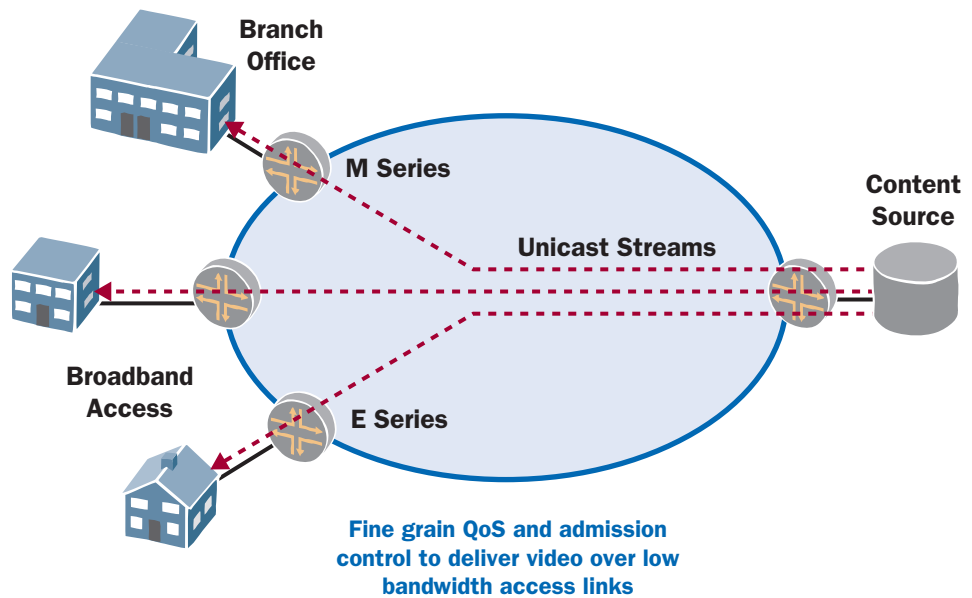 Branch
Office
M Series
Content
Source
Unicast Streams
Broadband
Access
E Series
Fine grain QoS and admission
control to deliver video over low
bandwidth access links